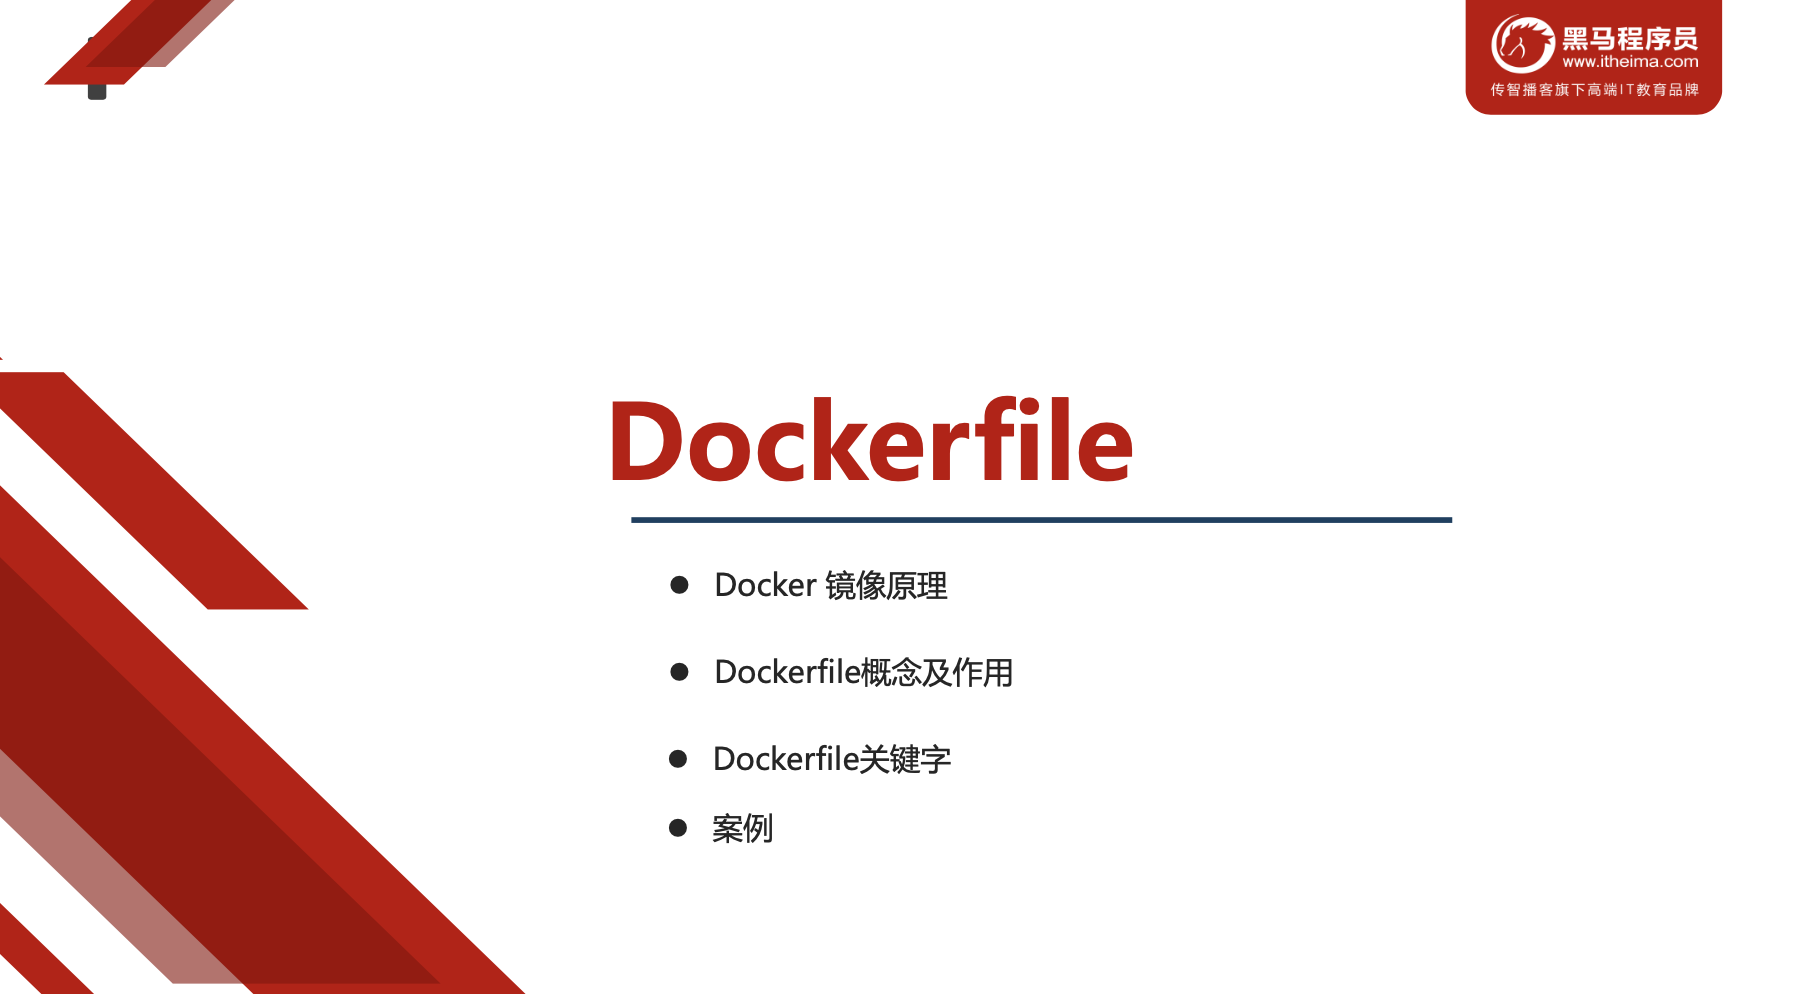 黑马程序员
www.itheima.com
传智播客旗下高端IT教育品牌
Dockerfile
● Docker 镜像原理
● Dockerfile概念及作用
● Dockerfile关键字
● 案例